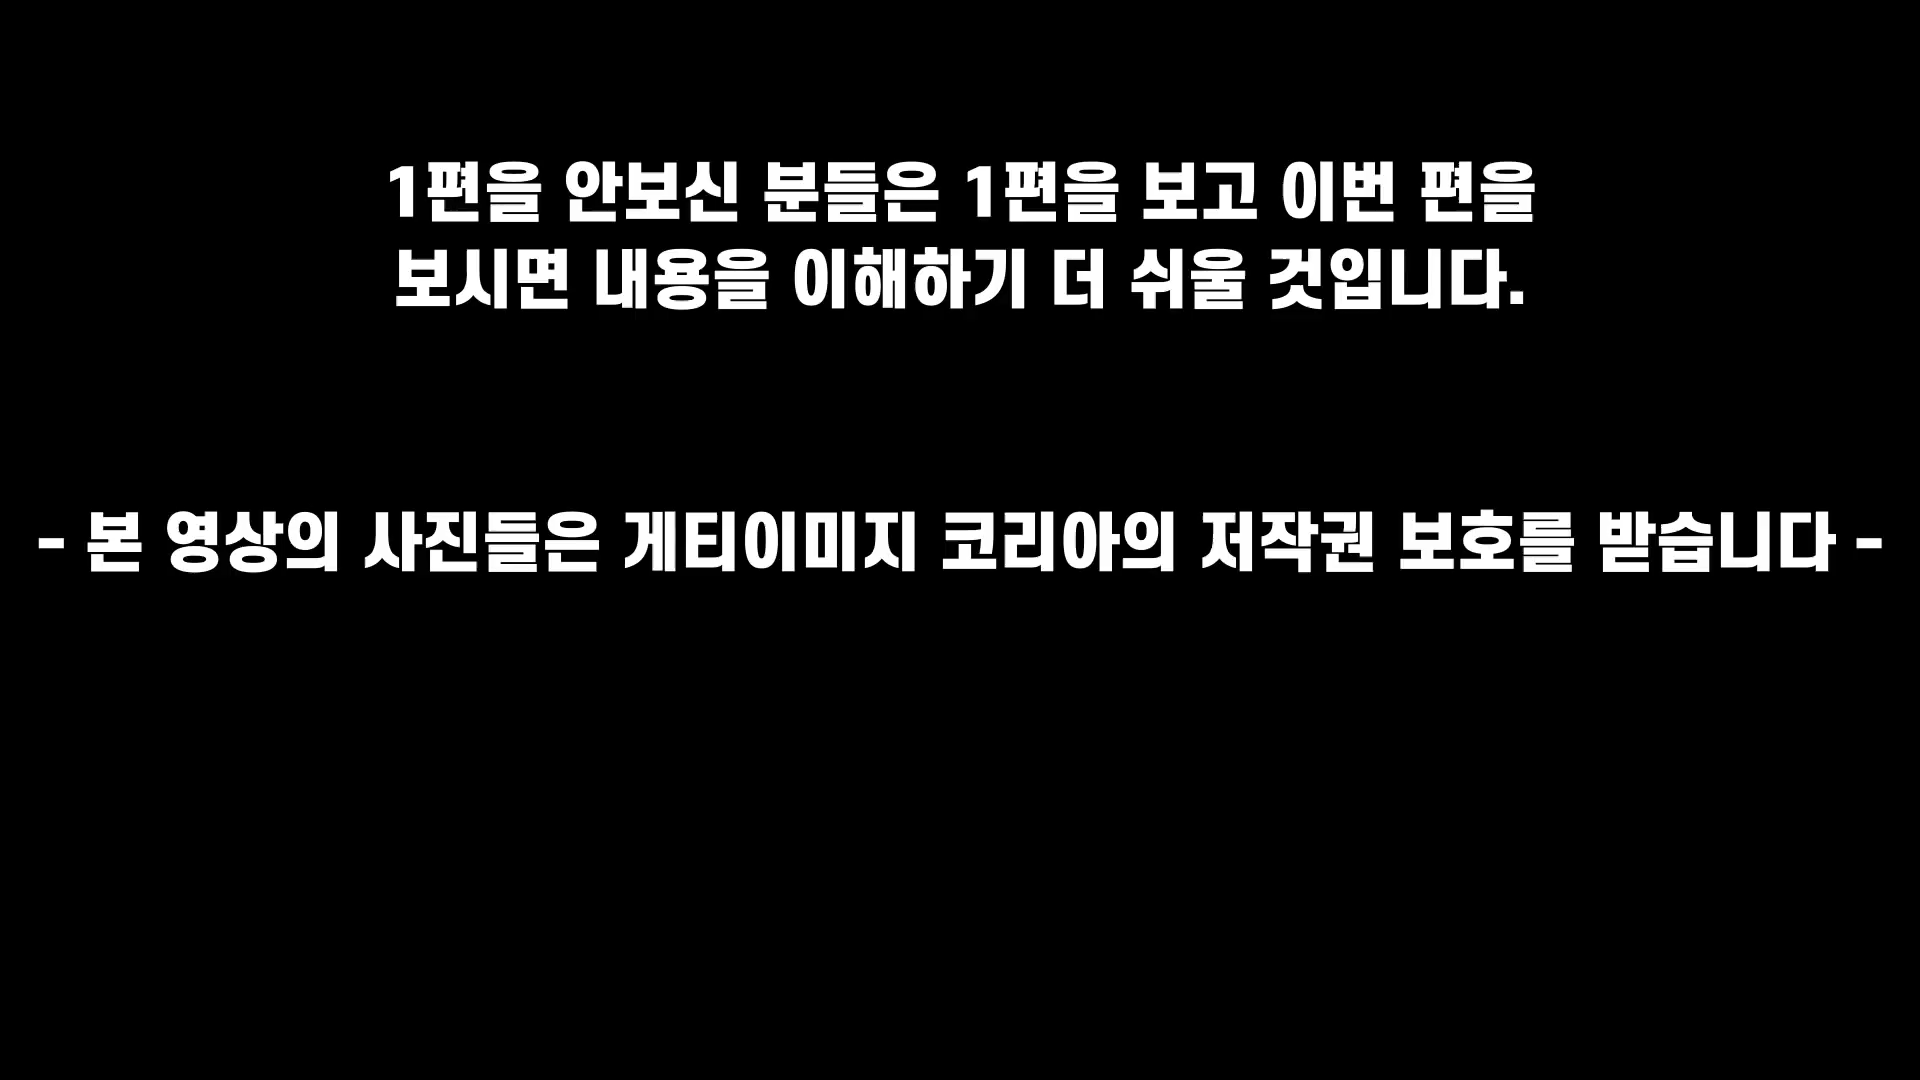 1편을 안보신 분들은 1편을 보고 이번 편을
보시면 내용을 이해하기 더 쉬울 것입니다.
- 본 영상의 사진들은 게티이미지 코리아의 저작권 보호를 받습니다 -